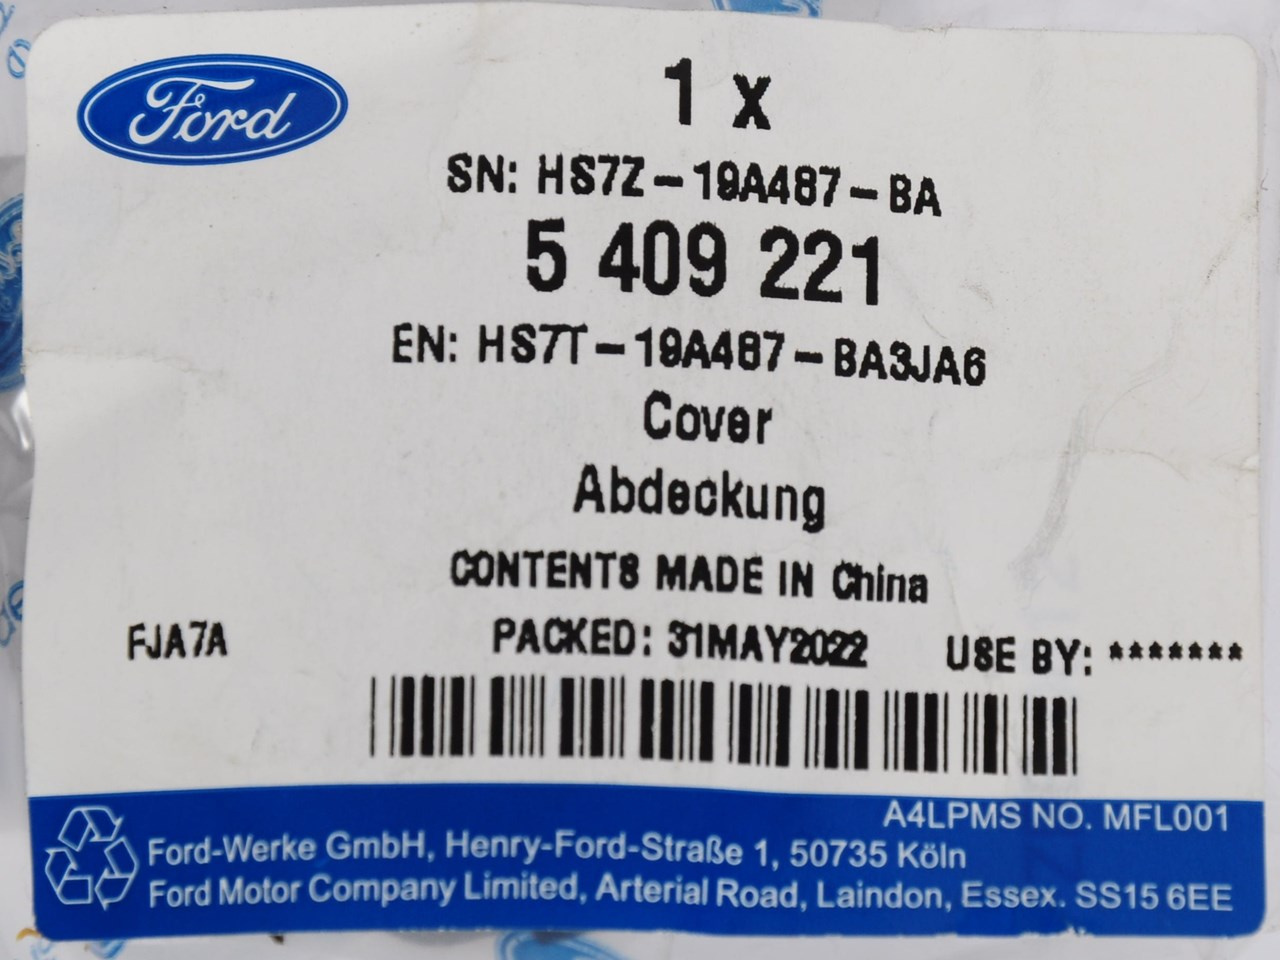 Ford
1 x
SN: HS7Z-19A487-BA
5 409 221
EN: HS7T-19A487-BA3JA6
Cover
Abdeckung
CONTENTS MADE IN China
FJA7A PACKED: 31MAY2022 USE BY: *******
A4LPMS NO. MFL001
Ford-Werke GmbH, Henry-Ford-Straße 1, 50735 Köln
Ford Motor Company Limited, Arterial Road, Laindon, Essex. SS15 6EE